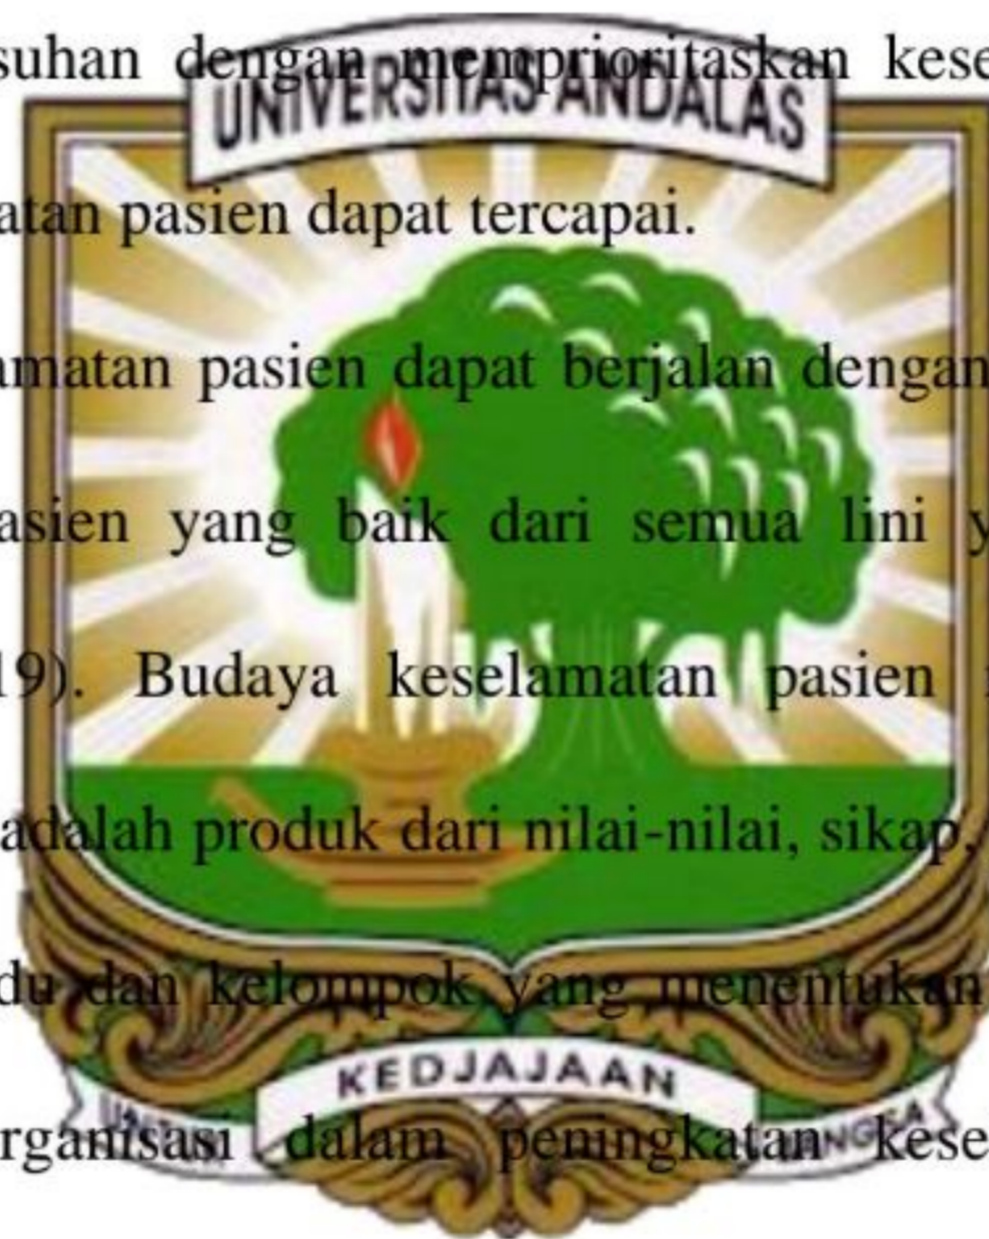 suhan dengan memprioritaskan kese
UNIVERSITAS ANDALAS
atan pasien dapat tercapai.
amatan pasien dapat berjalan dengan
asien yang baik dari semua lini y
19). Budaya keselamatan pasien
adalah produk dari nilai-nilai, sikap,
du dan kelompok yang menentukan
KEDJAJAAN
rganisasi dalam peningkatan kese